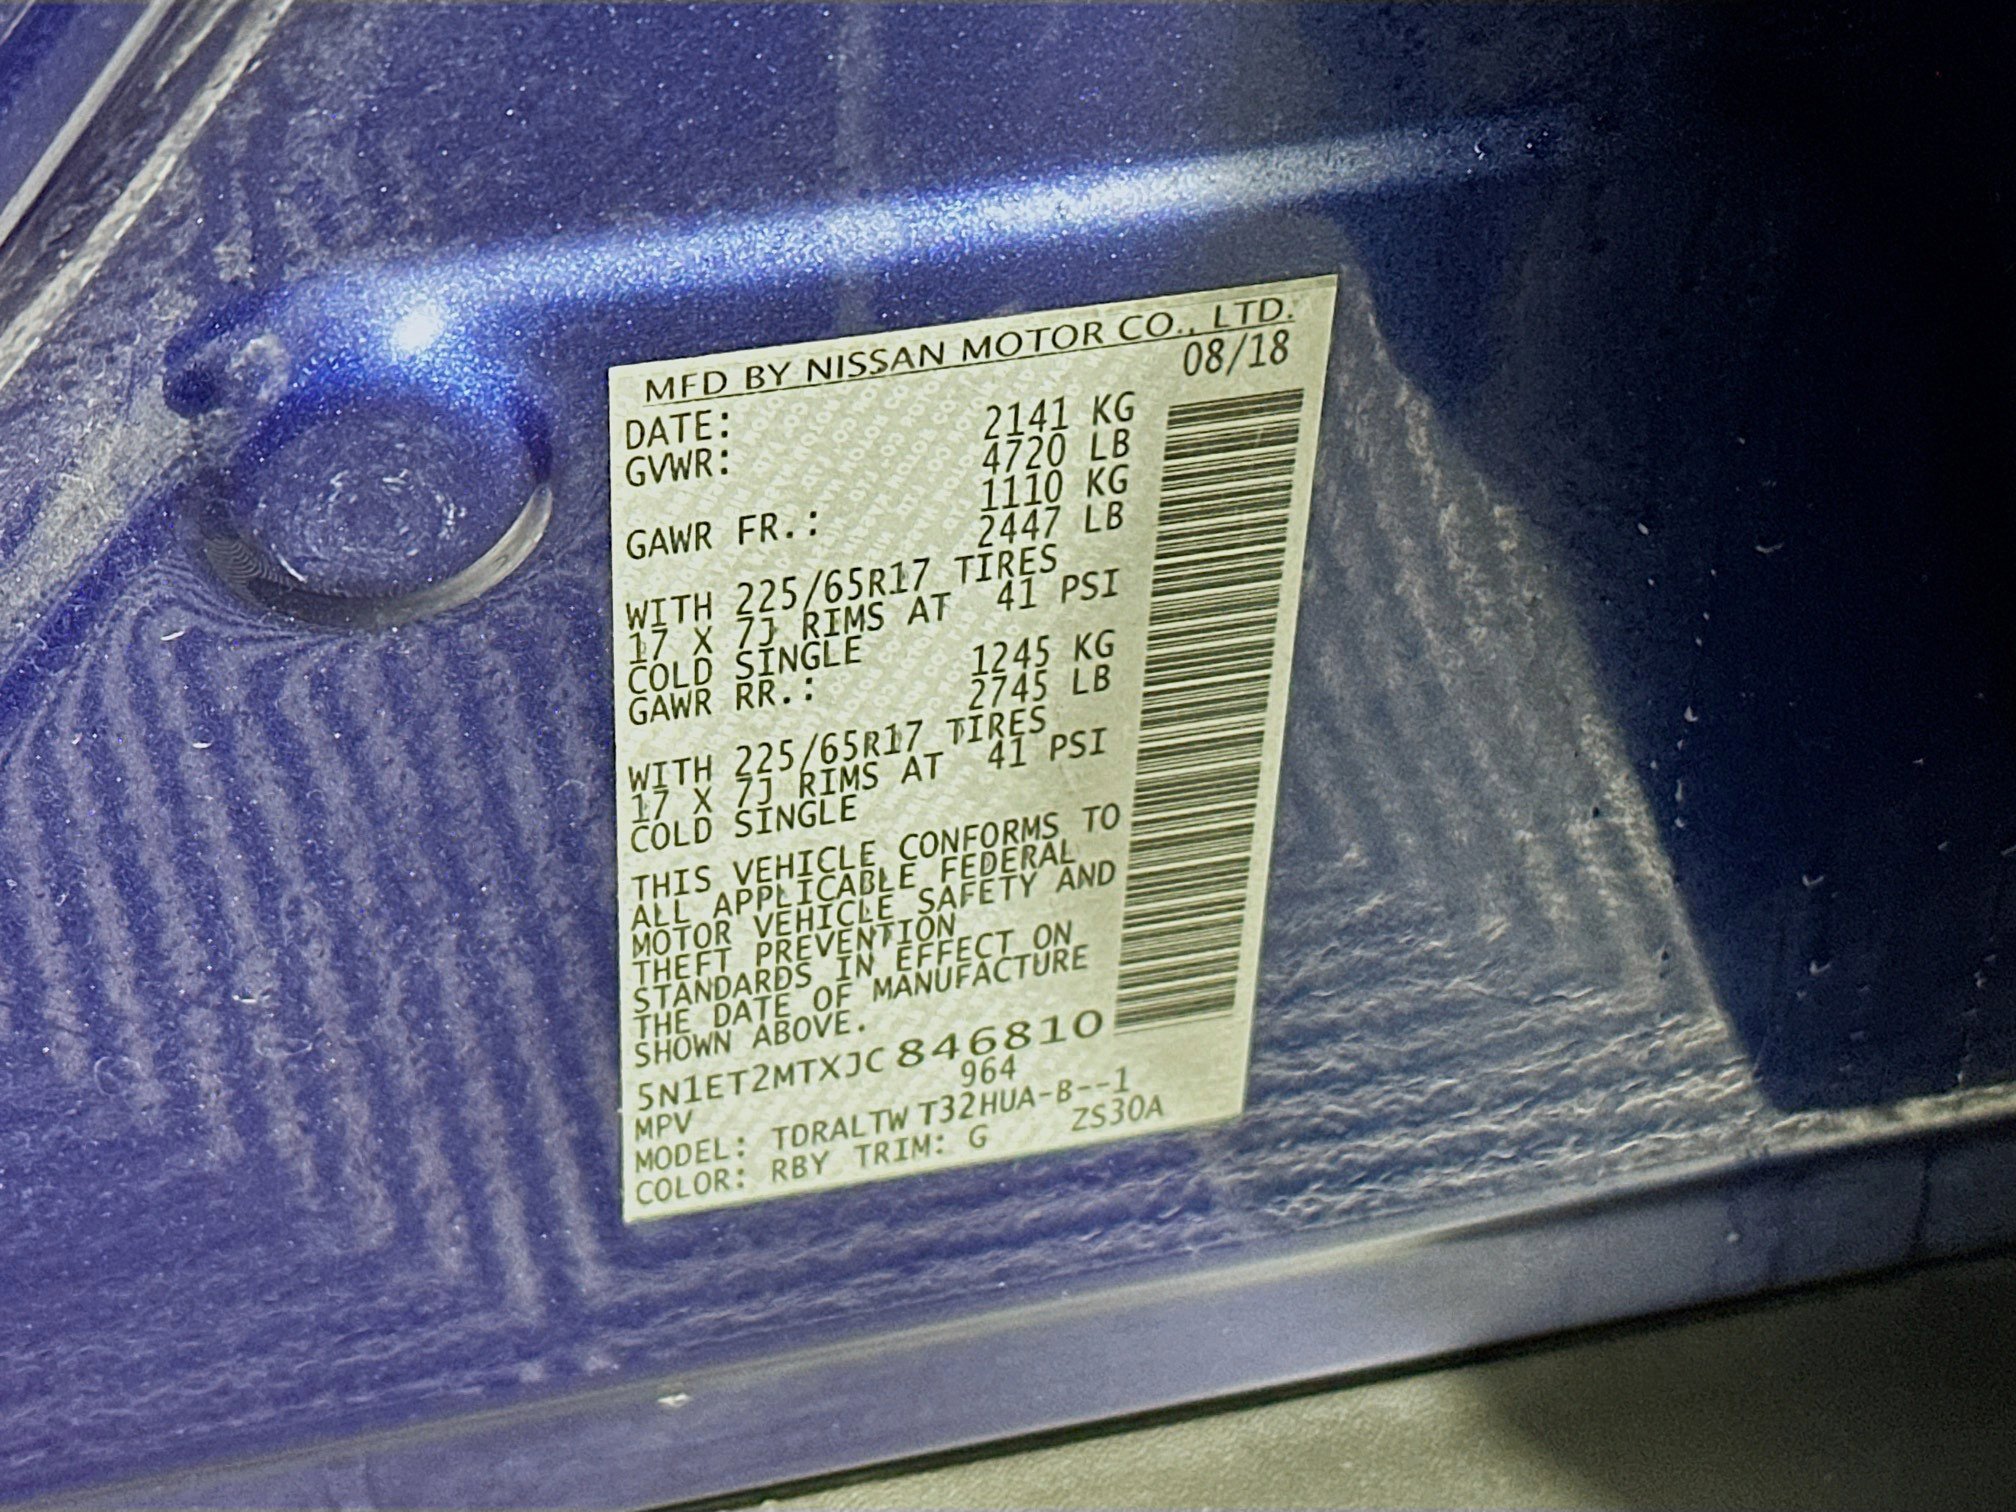 MFD BY NISSAN MOTOR CO., LTD.
DATE: 08/18
GVWR: 2141 KG
4720 LB
GAWR FR.: 1110 KG
2447 LB
WITH 225/65R17 TIRES
17 X 7J RIMS AT 41 PSI
COLD SINGLE
GAWR RR.: 1245 KG
2745 LB
WITH 225/65R17 TIRES
17 X 7J RIMS AT 41 PSI
COLD SINGLE
THIS VEHICLE CONFORMS TO
ALL APPLICABLE FEDERAL
MOTOR VEHICLE SAFETY AND
THEFT PREVENTION
STANDARDS IN EFFECT ON
THE DATE OF MANUFACTURE
SHOWN ABOVE.
5N1ET2MTXJC846810
MPV 964
MODEL: TDRALTW T32HUA-B--1
COLOR: RBY TRIM: G ZS30A